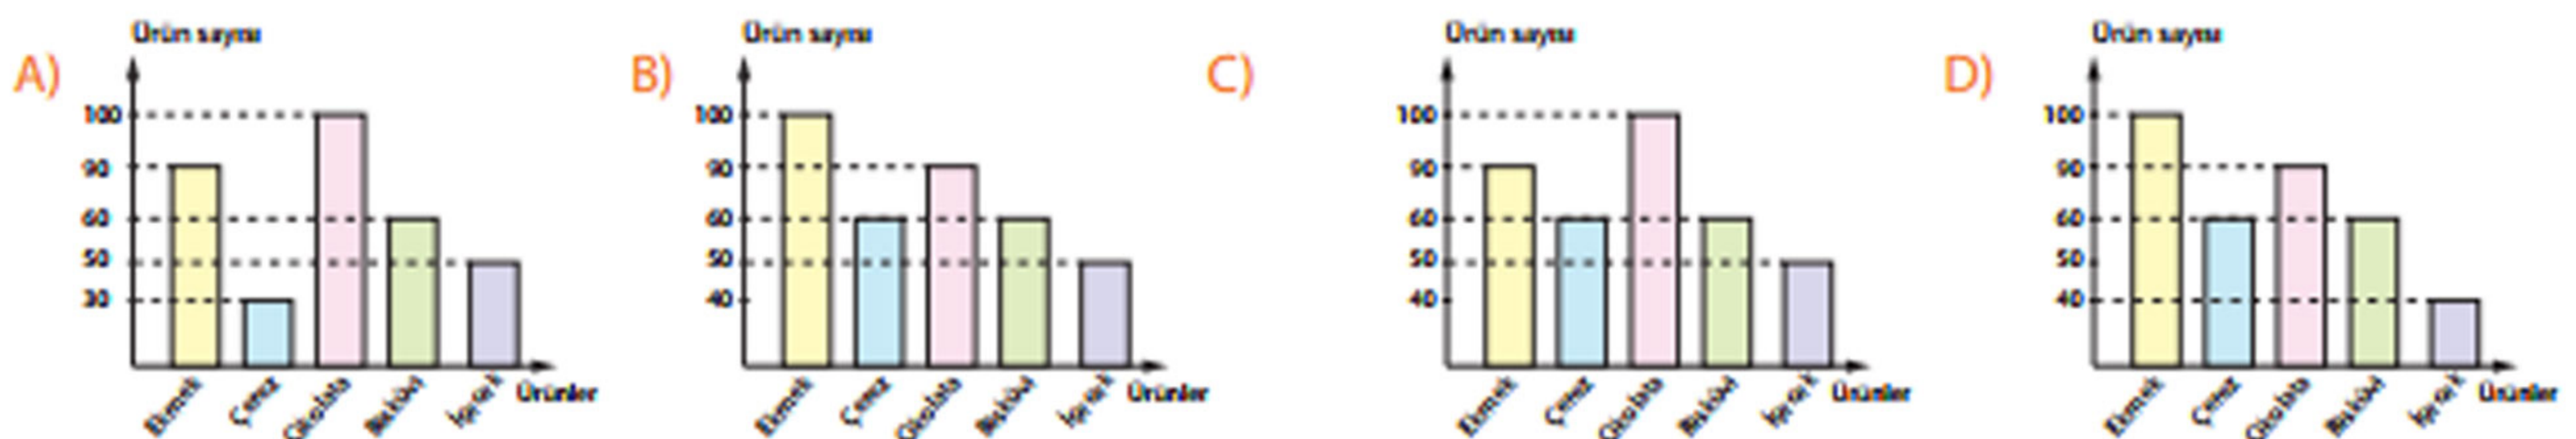 A)
Ürün sayısı
100
90
60
50
30
Ekmek
Çerez
Çikolata
Bisküvi
İçecek
Ürünler
B)
Ürün sayısı
100
90
60
50
40
Ekmek
Çerez
Çikolata
Bisküvi
İçecek
Ürünler
C)
Ürün sayısı
100
90
60
50
40
Ekmek
Çerez
Çikolata
Bisküvi
İçecek
Ürünler
D)
Ürün sayısı
100
90
60
50
40
Ekmek
Çerez
Çikolata
Bisküvi
İçecek
Ürünler